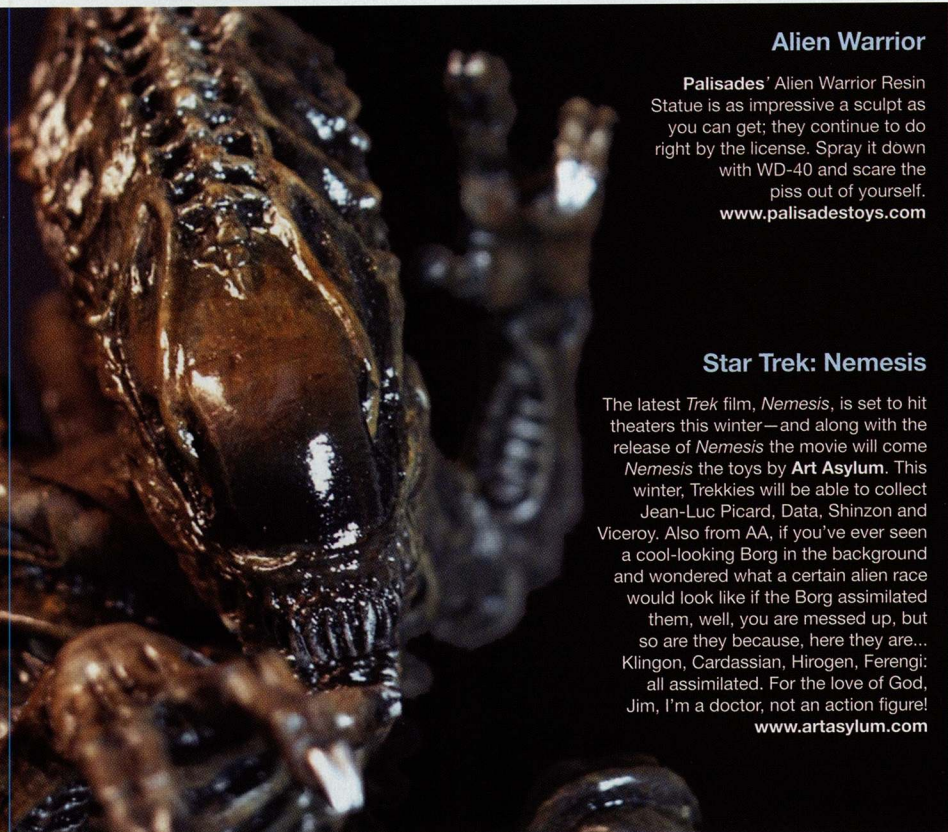 Alien Warrior
Palisades' Alien Warrior Resin
Statue is as impressive a sculpt as
you can get; they continue to do
right by the license. Spray it down
with WD-40 and scare the
piss out of yourself.
www.palisadestoys.com
Star Trek: Nemesis
The latest Trek film, Nemesis, is set to hit
theaters this winter—and along with the
release of Nemesis the movie will come
Nemesis the toys by Art Asylum. This
winter, Trekkies will be able to collect
Jean-Luc Picard, Data, Shinzon and
Viceroy. Also from AA, if you've ever seen
a cool-looking Borg in the background
and wondered what a certain alien race
would look like if the Borg assimilated
them, well, you are messed up, but
so are they because, here they are...
Klingon, Cardassian, Hirogen, Ferengi:
all assimilated. For the love of God,
Jim, I'm a doctor, not an action figure!
www.artasylum.com